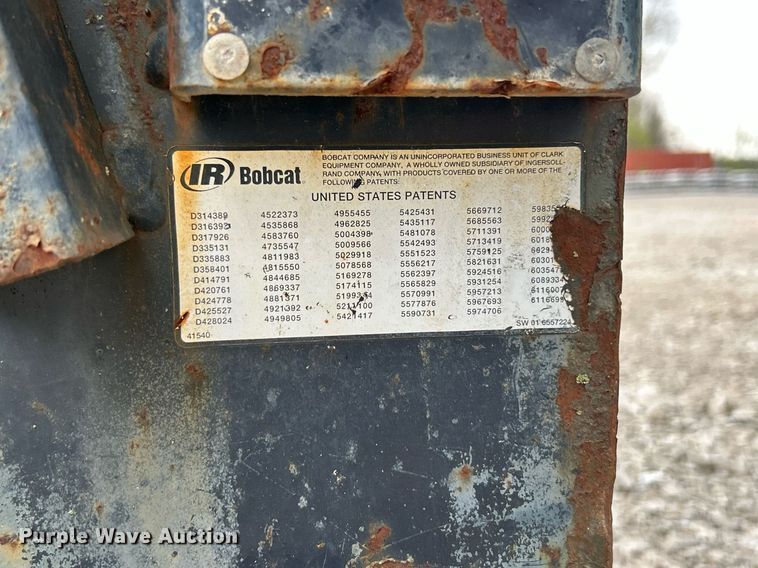 IR Bobcat
BOBCAT COMPANY IS AN UNINCORPORATED BUSINESS UNIT OF CLARK
EQUIPMENT COMPANY, A WHOLLY OWNED SUBSIDIARY OF INGERSOLL-
RAND COMPANY, WITH PRODUCTS COVERED BY ONE OR MORE OF THE
FOLLOWING PATENTS:
UNITED STATES PATENTS
D314389 4522373 4955455 5425431 5669712
4535868 4962825 5435117 5685563
D317926 4583760 5004398 5481078 5711391
D335131 4735547 5009566 5542493 5713419
D335883 4811983 5029918 5551523 5759125
D358401 4815550 5078568 5556217 5821631
D414791 4844685 5169278 5562397 5924516
D420761 4869337 5174115 5565829 5931254
D424778 4881371 5570991 5957213
D425527 4921392 5211100 5577876 5967693
D428024 4949805 5421417 5590731 5974706
41540 SW 01 6557224
Purple Wave Auction